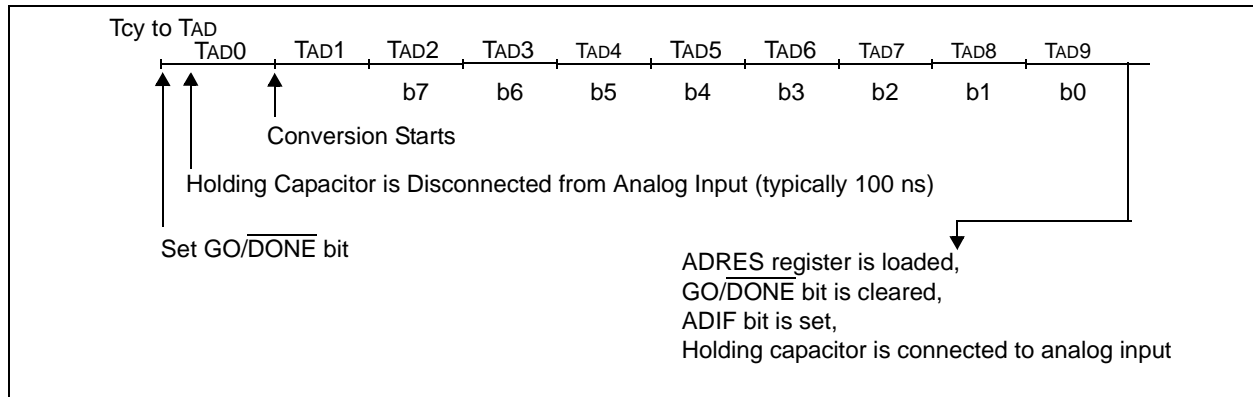 Tcy to TAD
TAD0 TAD1 TAD2 TAD3 TAD4 TAD5 TAD6 TAD7 TAD8 TAD9
b7 b6 b5 b4 b3 b2 b1 b0
Conversion Starts
Holding Capacitor is Disconnected from Analog Input (typically 100 ns)
Set GO/DONE bit
ADRES register is loaded,
GO/DONE bit is cleared,
ADIF bit is set,
Holding capacitor is connected to analog input